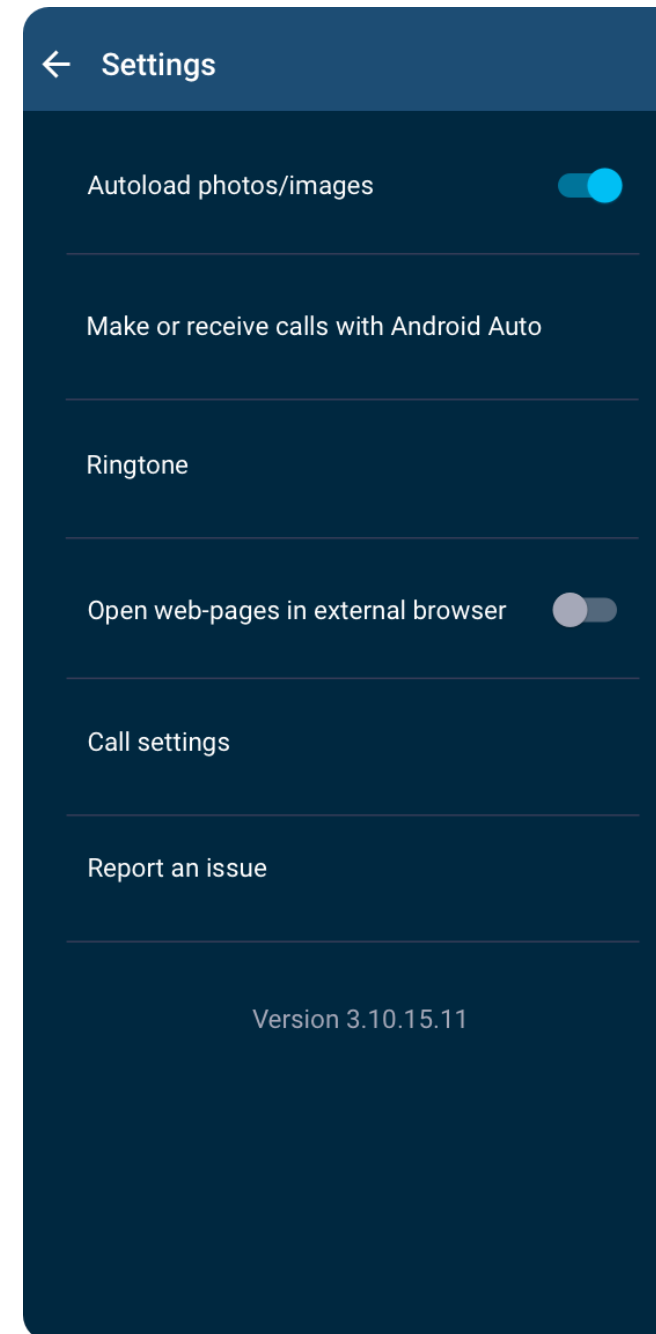 Settings
Autoload photos/images
Make or receive calls with Android Auto
Ringtone
Open web-pages in external browser
Call settings
Report an issue
Version 3.10.15.11